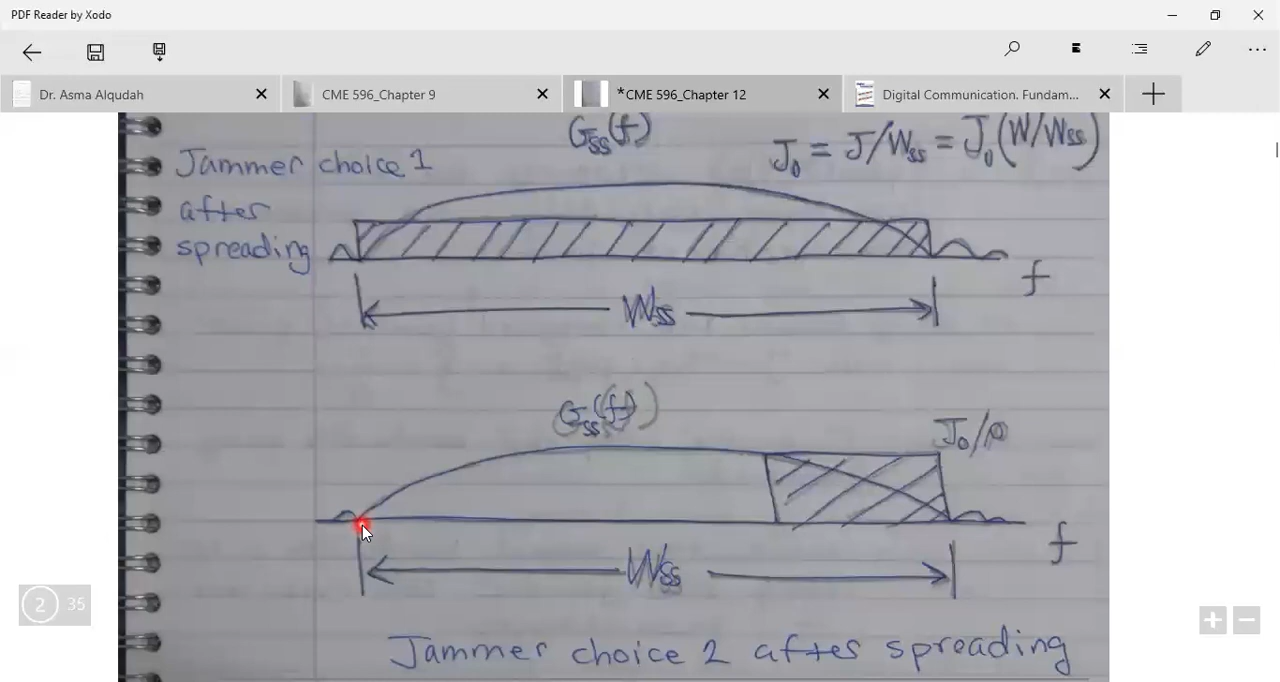 PDF Reader by Xodo
Dr. Asma Alqudah
CME 596_Chapter 9
*CME 596_Chapter 12
Digital Communication. Fundam...
Gss(f)
J0 = J/Wss = J0(W/Wss)
Jammer choice 1
after
spreading
f
Wss
Gss(f)
J0/ρ
f
Wss
2 35
Jammer choice 2 after spreading